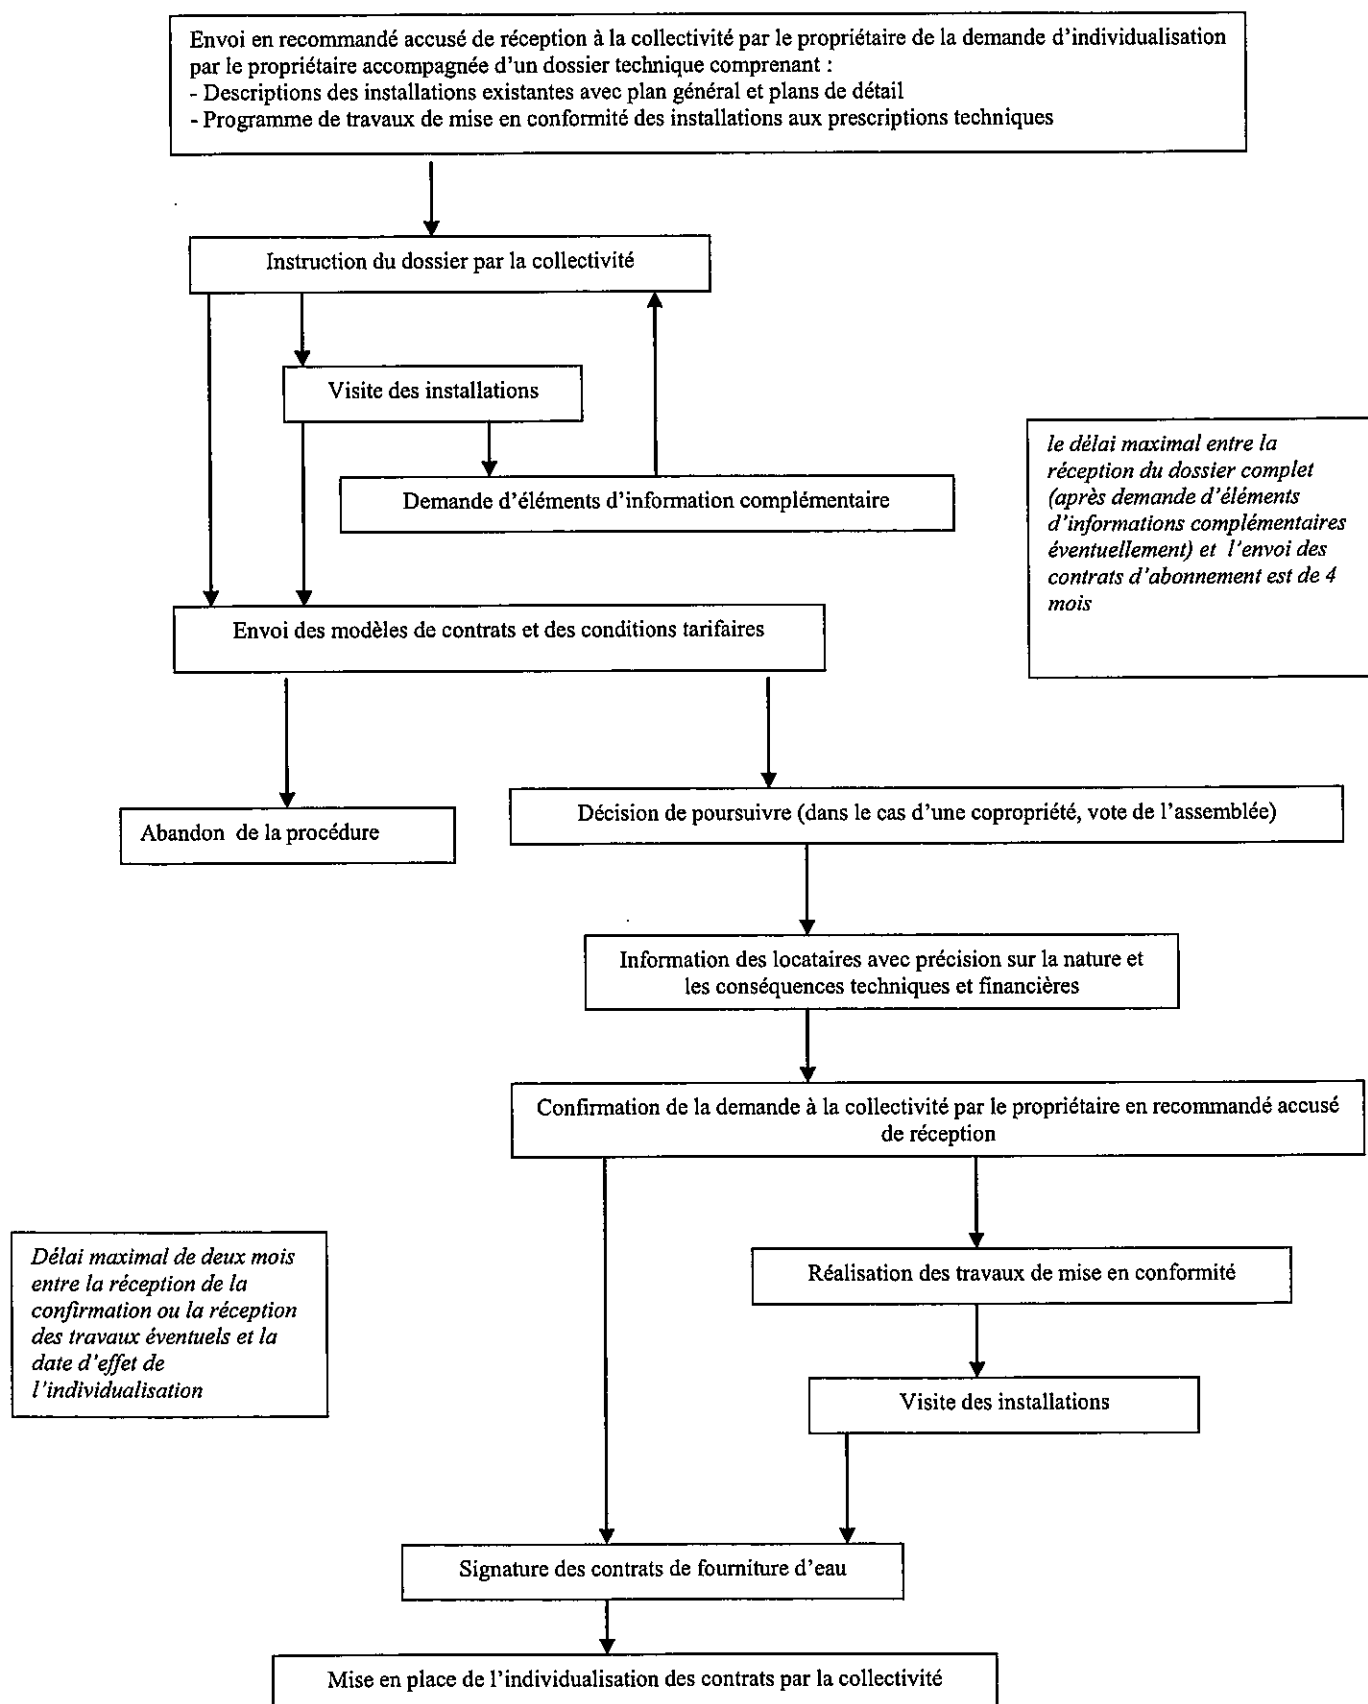 Envoi en recommandé accusé de réception à la collectivité par le propriétaire de la demande d'individualisation
par le propriétaire accompagnée d'un dossier technique comprenant :
- Descriptions des installations existantes avec plan général et plans de détail
- Programme de travaux de mise en conformité des installations aux prescriptions techniques
Instruction du dossier par la collectivité
Visite des installations
Demande d'éléments d'information complémentaire
le délai maximal entre la
réception du dossier complet
(après demande d'éléments
d'informations complémentaires
éventuellement) et l'envoi des
contrats d'abonnement est de 4
mois
Envoi des modèles de contrats et des conditions tarifaires
Abandon de la procédure
Décision de poursuivre (dans le cas d'une copropriété, vote de l'assemblée)
Information des locataires avec précision sur la nature et
les conséquences techniques et financières
Confirmation de la demande à la collectivité par le propriétaire en recommandé accusé
de réception
Délai maximal de deux mois
entre la réception de la
confirmation ou la réception
des travaux éventuels et la
date d'effet de
l'individualisation
Réalisation des travaux de mise en conformité
Visite des installations
Signature des contrats de fourniture d'eau
Mise en place de l'individualisation des contrats par la collectivité